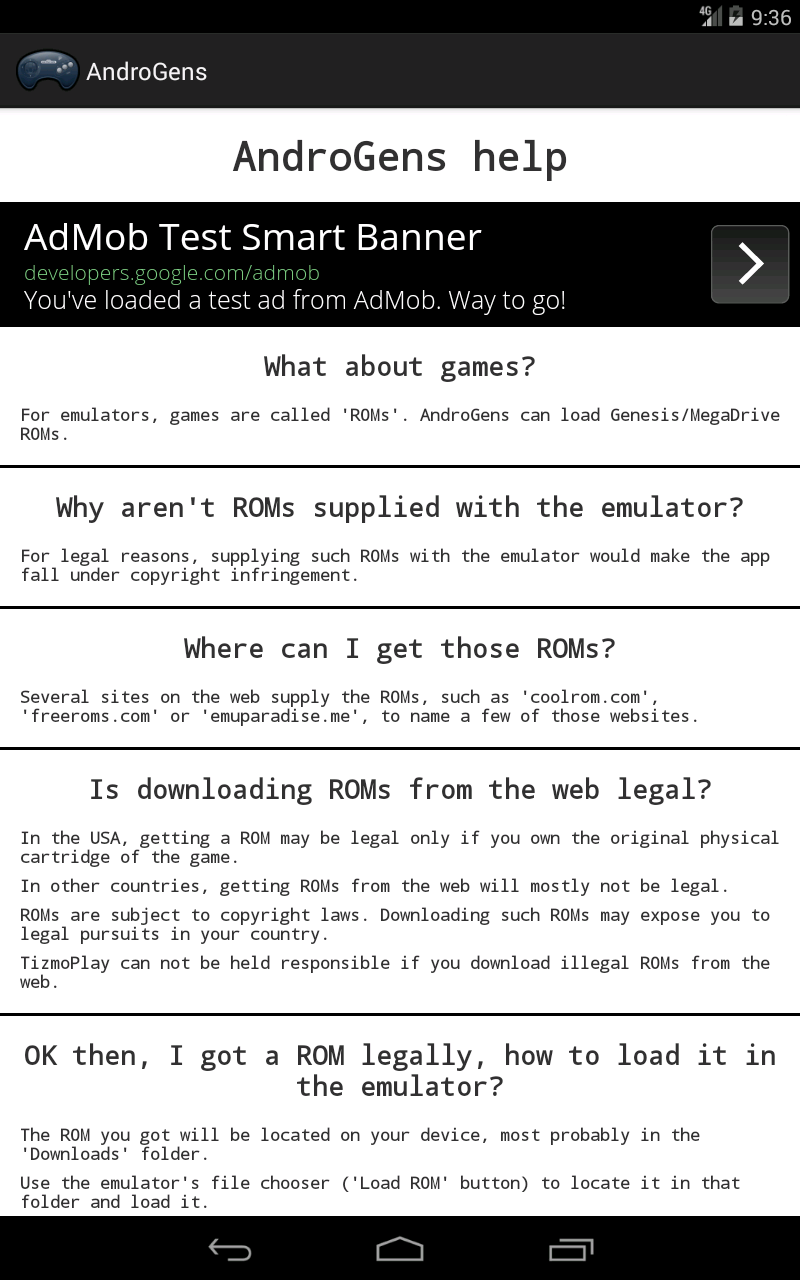 4G 9:36
AndroGens
AndroGens help
AdMob Test Smart Banner
developers.google.com/admob
You've loaded a test ad from AdMob. Way to go!
What about games?
For emulators, games are called 'ROMs'. AndroGens can load Genesis/MegaDrive
ROMs.
Why aren't ROMs supplied with the emulator?
For legal reasons, supplying such ROMs with the emulator would make the app
fall under copyright infringement.
Where can I get those ROMs?
Several sites on the web supply the ROMs, such as 'coolrom.com',
'freeroms.com' or 'emuparadise.me', to name a few of those websites.
Is downloading ROMs from the web legal?
In the USA, getting a ROM may be legal only if you own the original physical
cartridge of the game.
In other countries, getting ROMs from the web will mostly not be legal.
ROMs are subject to copyright laws. Downloading such ROMs may expose you to
legal pursuits in your country.
TizmoPlay can not be held responsible if you download illegal ROMs from the
web.
OK then, I got a ROM legally, how to load it in
the emulator?
The ROM you got will be located on your device, most probably in the
'Downloads' folder.
Use the emulator's file chooser ('Load ROM' button) to locate it in that
folder and load it.